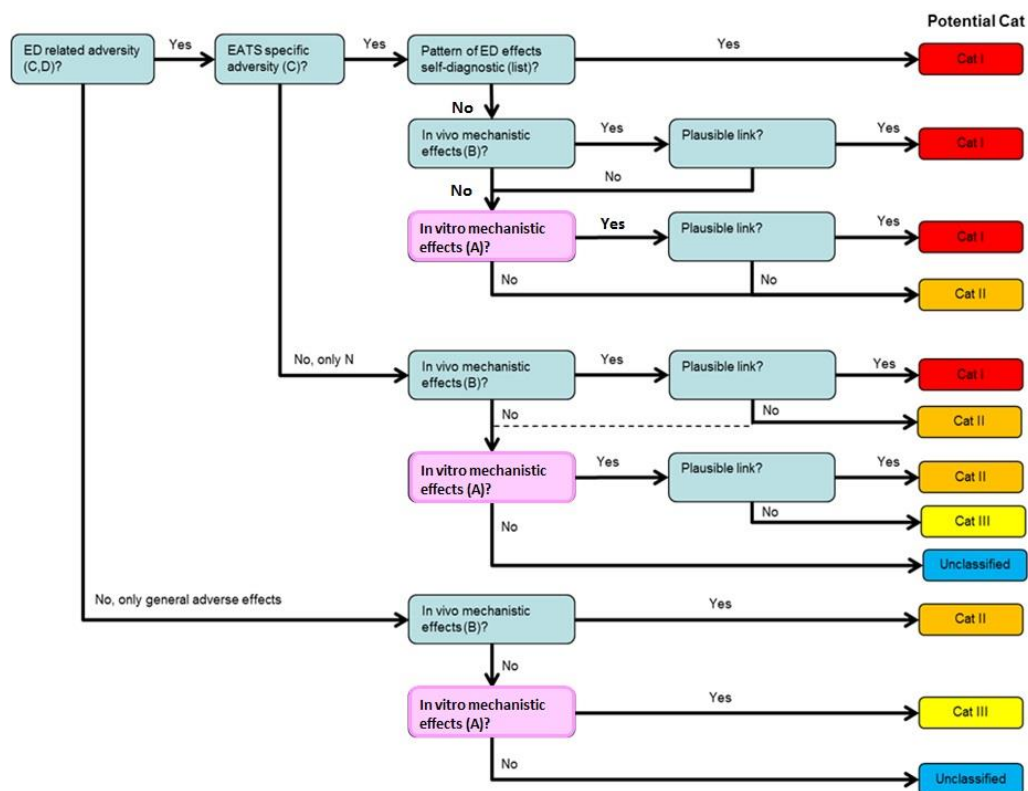 Potential Cat
ED related adversity
(C,D)?
Yes
EATS specific
adversity (C)?
Yes
Pattern of ED effects
self-diagnostic (list)?
Yes
Cat I
No
In vivo mechanistic
effects (B)?
Yes
Plausible link?
Yes
Cat I
No
No
In vitro mechanistic
effects (A)?
Yes
Plausible link?
Yes
Cat I
No
No
Cat II
No, only N
In vivo mechanistic
effects (B)?
Yes
Plausible link?
Yes
Cat I
No
No
Cat II
In vitro mechanistic
effects (A)?
Yes
Plausible link?
Yes
Cat II
No
No
Cat III
Unclassified
No, only general adverse effects
In vivo mechanistic
effects (B)?
Yes
Cat II
No
In vitro mechanistic
effects (A)?
Yes
Cat III
No
Unclassified